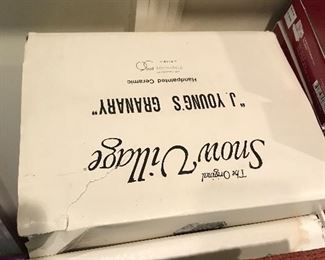 The Original
Snow Village®
"J. YOUNG'S GRANARY"
Handpainted Ceramic